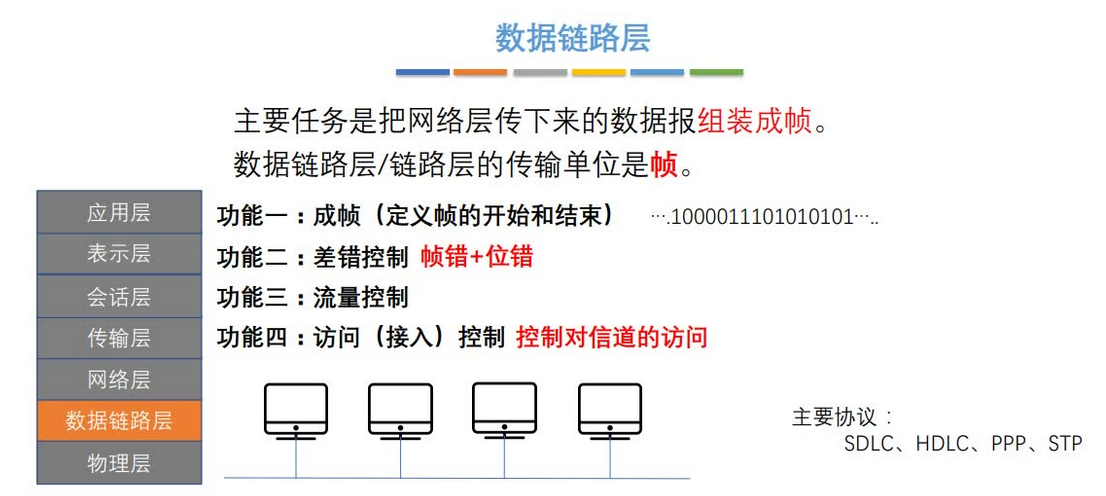 数据链路层
主要任务是把网络层传下来的数据报组装成帧。
数据链路层/链路层的传输单位是帧。
应用层
表示层
会话层
传输层
网络层
数据链路层
物理层
功能一：成帧（定义帧的开始和结束） ….1000011101010101…..
功能二：差错控制 帧错+位错
功能三：流量控制
功能四：访问（接入）控制 控制对信道的访问
主要协议：
SDLC、HDLC、PPP、STP